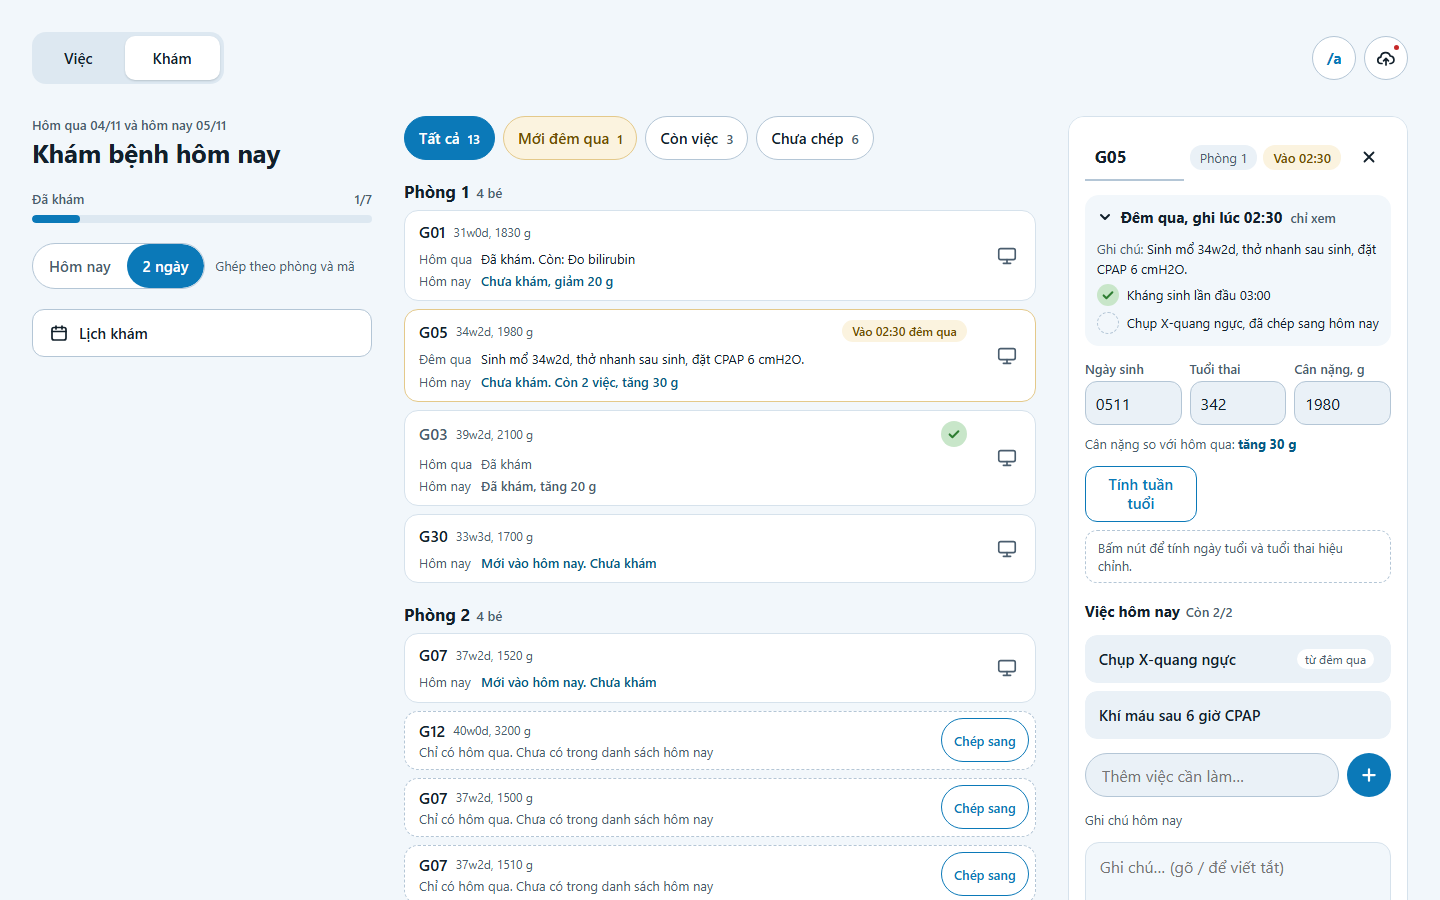 Việc
Khám
/a
Hôm qua 04/11 và hôm nay 05/11
Khám bệnh hôm nay
Đã khám 1/7
Hôm nay
2 ngày
Ghép theo phòng và mã
Lịch khám
Tất cả 13
Mới đêm qua 1
Còn việc 3
Chưa chép 6
Phòng 1 4 bé
G01 31w0d, 1830 g
Hôm qua Đã khám. Còn: Đo bilirubin
Hôm nay Chưa khám, giảm 20 g
G05 34w2d, 1980 g Vào 02:30 đêm qua
Đêm qua Sinh mổ 34w2d, thở nhanh sau sinh, đặt CPAP 6 cmH2O.
Hôm nay Chưa khám. Còn 2 việc, tăng 30 g
G03 39w2d, 2100 g
Hôm qua Đã khám
Hôm nay Đã khám, tăng 20 g
G30 33w3d, 1700 g
Hôm nay Mới vào hôm nay. Chưa khám
Phòng 2 4 bé
G07 37w2d, 1520 g
Hôm nay Mới vào hôm nay. Chưa khám
G12 40w0d, 3200 g
Chỉ có hôm qua. Chưa có trong danh sách hôm nay
Chép sang
G07 37w2d, 1500 g
Chỉ có hôm qua. Chưa có trong danh sách hôm nay
Chép sang
G07 37w2d, 1510 g
Chỉ có hôm qua. Chưa có trong danh sách hôm nay
Chép sang
G05 Phòng 1 Vào 02:30
Đêm qua, ghi lúc 02:30 chỉ xem
Ghi chú: Sinh mổ 34w2d, thở nhanh sau sinh, đặt
CPAP 6 cmH2O.
Kháng sinh lần đầu 03:00
Chụp X-quang ngực, đã chép sang hôm nay
Ngày sinh Tuổi thai Cân nặng, g
0511 342 1980
Cân nặng so với hôm qua: tăng 30 g
Tính tuần
tuổi
Bấm nút để tính ngày tuổi và tuổi thai hiệu
chỉnh.
Việc hôm nay Còn 2/2
Chụp X-quang ngực từ đêm qua
Khí máu sau 6 giờ CPAP
Thêm việc cần làm...
Ghi chú hôm nay
Ghi chú... (gõ / để viết tắt)